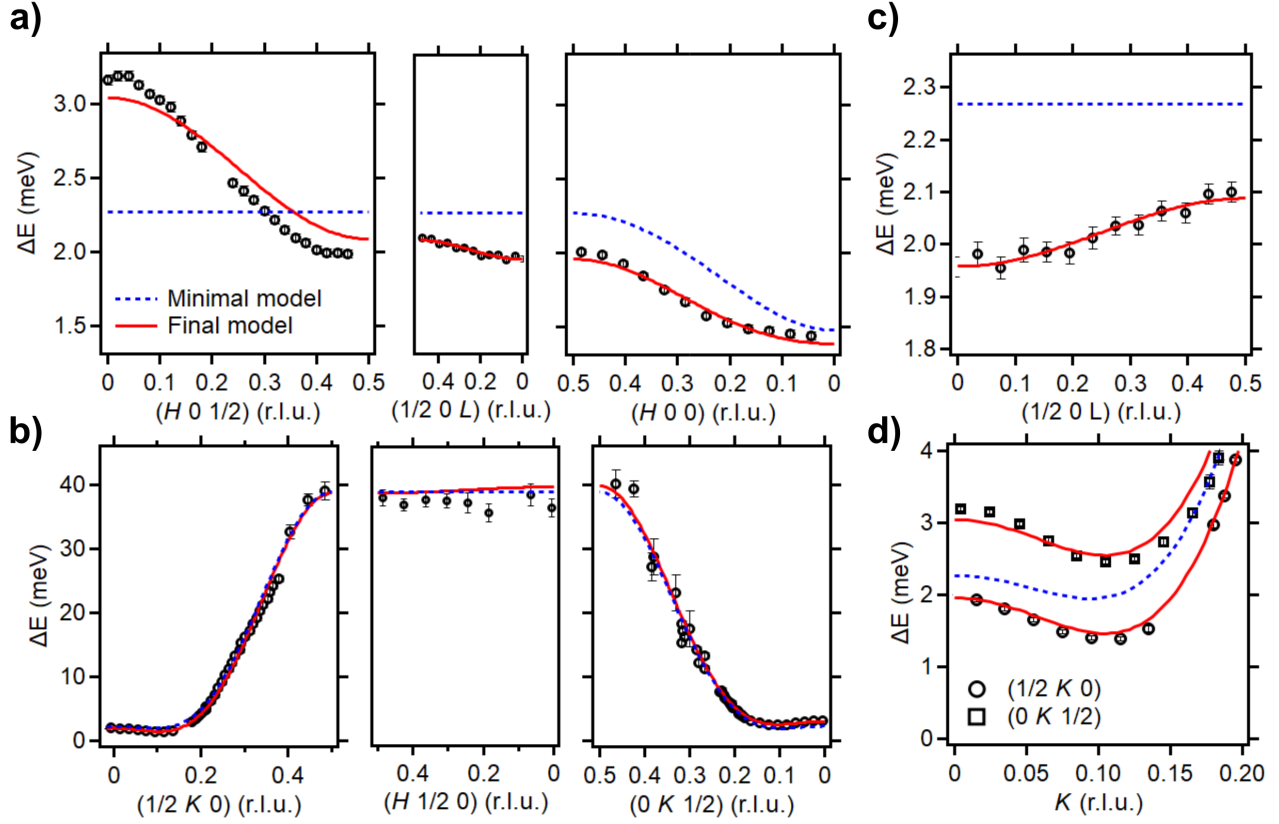 a)
3.0
2.5
2.0
1.5
ΔE (meV)
Minimal model
Final model
0 0.1 0.2 0.3 0.4 0.5
(H 0 1/2) (r.l.u.)
0.4 0.2 0
(1/2 0 L) (r.l.u.)
0.5 0.4 0.3 0.2 0.1 0
(H 0 0) (r.l.u.)
c)
2.3
2.2
2.1
2.0
1.9
1.8
ΔE (meV)
0 0.1 0.2 0.3 0.4 0.5
(1/2 0 L) (r.l.u.)
b)
40
30
20
10
0
ΔE (meV)
0 0.2 0.4
(1/2 K 0) (r.l.u.)
0.4 0.2 0
(H 1/2 0) (r.l.u.)
0.5 0.4 0.3 0.2 0.1 0
(0 K 1/2) (r.l.u.)
d)
4
3
2
1
0
ΔE (meV)
(1/2 K 0)
(0 K 1/2)
0 0.05 0.10 0.15 0.20
K (r.l.u.)